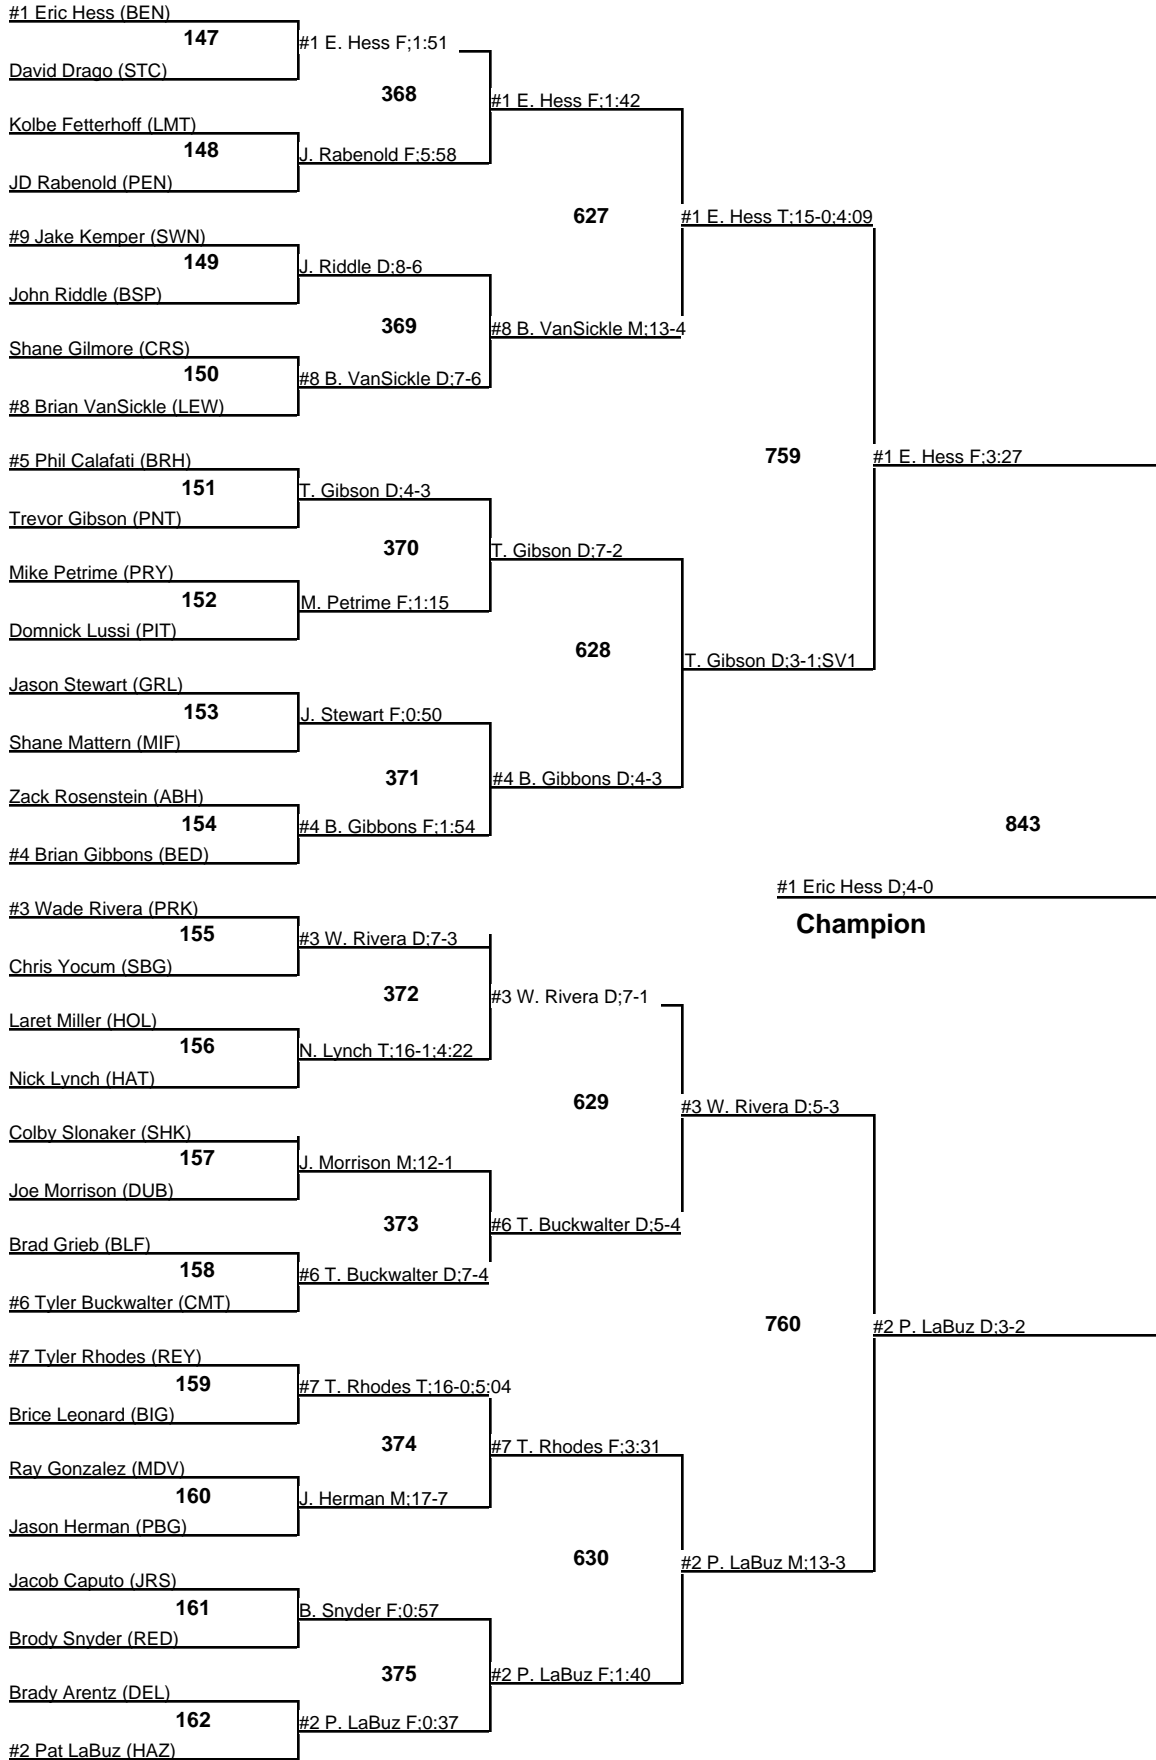 #1 Eric Hess (BEN)
147
#1 E. Hess F;1:51
David Drago (STC)
368
#1 E. Hess F;1:42
Kolbe Fetterhoff (LMT)
148
J. Rabenold F;5:58
JD Rabenold (PEN)
627
#1 E. Hess T;15-0;4:09
#9 Jake Kemper (SWN)
149
J. Riddle D;8-6
John Riddle (BSP)
369
#8 B. VanSickle M;13-4
Shane Gilmore (CRS)
150
#8 B. VanSickle D;7-6
#8 Brian VanSickle (LEW)
759
#1 E. Hess F;3:27
#5 Phil Calafati (BRH)
151
T. Gibson D;4-3
Trevor Gibson (PNT)
370
T. Gibson D;7-2
Mike Petrime (PRY)
152
M. Petrime F;1:15
Domnick Lussi (PIT)
628
T. Gibson D;3-1;SV1
Jason Stewart (GRL)
153
J. Stewart F;0:50
Shane Mattern (MIF)
371
#4 B. Gibbons D;4-3
Zack Rosenstein (ABH)
154
#4 B. Gibbons F;1:54
#4 Brian Gibbons (BED)
843
#1 Eric Hess D;4-0
Champion
#3 Wade Rivera (PRK)
155
#3 W. Rivera D;7-3
Chris Yocum (SBG)
372
#3 W. Rivera D;7-1
Laret Miller (HOL)
156
N. Lynch T;16-1;4:22
Nick Lynch (HAT)
629
#3 W. Rivera D;5-3
Colby Slonaker (SHK)
157
J. Morrison M;12-1
Joe Morrison (DUB)
373
#6 T. Buckwalter D;5-4
Brad Grieb (BLF)
158
#6 T. Buckwalter D;7-4
#6 Tyler Buckwalter (CMT)
760
#2 P. LaBuz D;3-2
#7 Tyler Rhodes (REY)
159
#7 T. Rhodes T;16-0;5:04
Brice Leonard (BIG)
374
#7 T. Rhodes F;3:31
Ray Gonzalez (MDV)
160
J. Herman M;17-7
Jason Herman (PBG)
630
#2 P. LaBuz M;13-3
Jacob Caputo (JRS)
161
B. Snyder F;0:57
Brody Snyder (RED)
375
#2 P. LaBuz F;1:40
Brady Arentz (DEL)
162
#2 P. LaBuz F;0:37
#2 Pat LaBuz (HAZ)